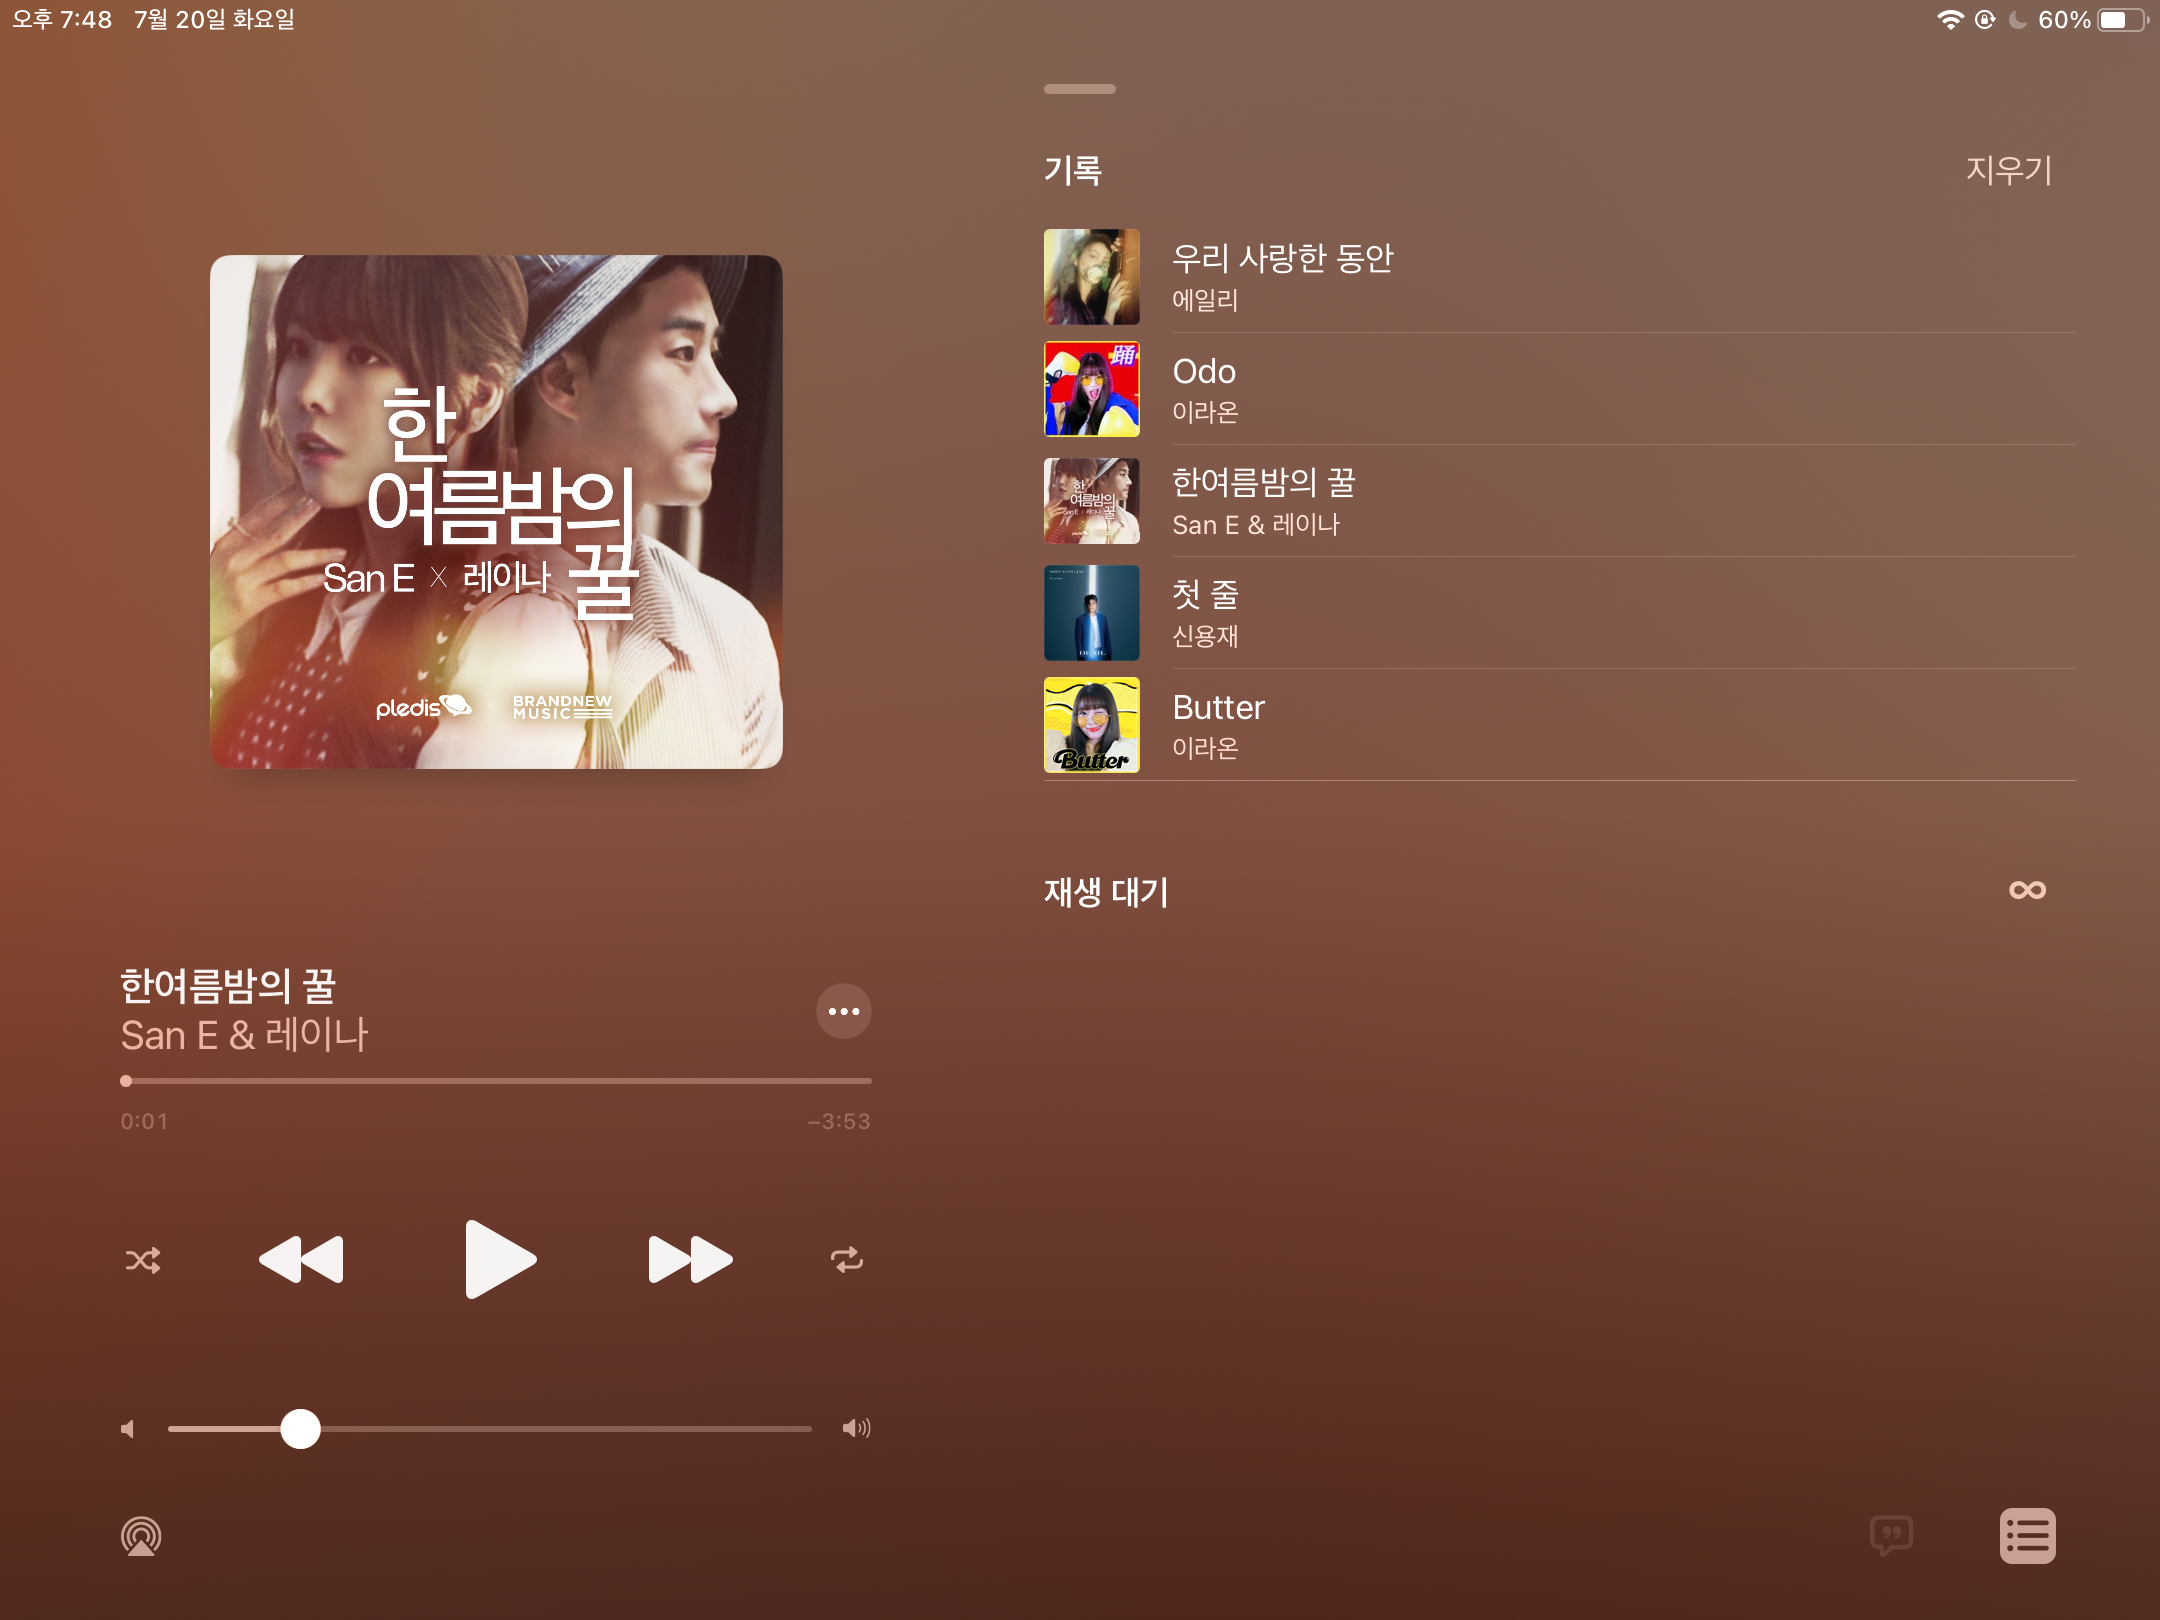 오후 7:48 7월 20일 화요일
60%
한
여름밤의
San E X 레이나 꿀
pledis x BRANDNEW MUSIC
한여름밤의 꿀
San E & 레이나
0:01
-3:53
기록
지우기
우리 사랑한 동안
에일리
踊
Odo
이라온
한여름밤의 꿀
San E & 레이나
첫 줄
신용재
DEAR.
Butter
이라온
Butter
재생 대기